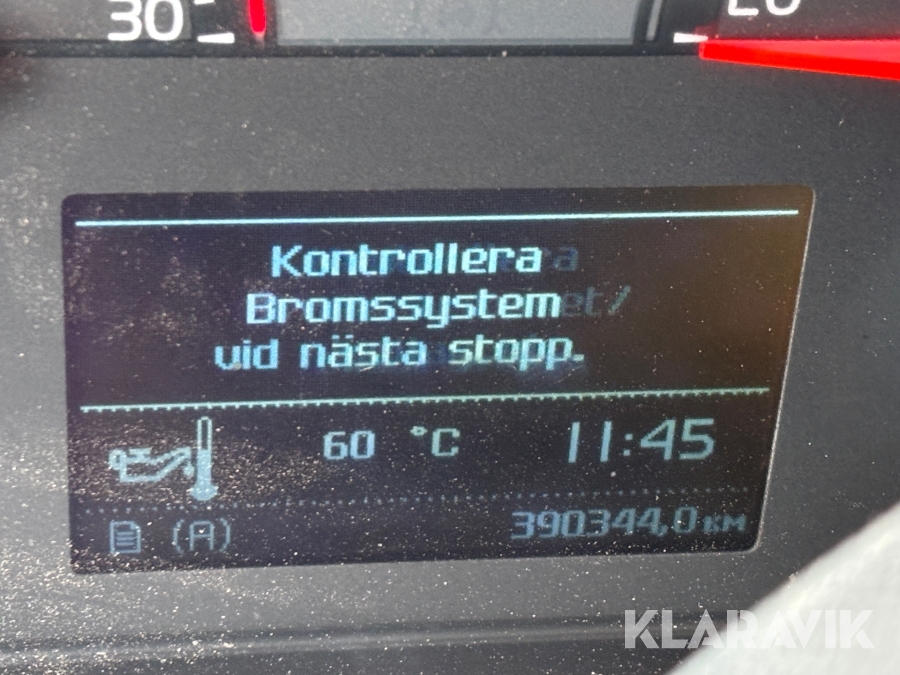 30
Kontrollera
Bromssystemet/
vid nästa stopp.
60 °C
11:45
(A)
390344,0 KM
KLARAVIK